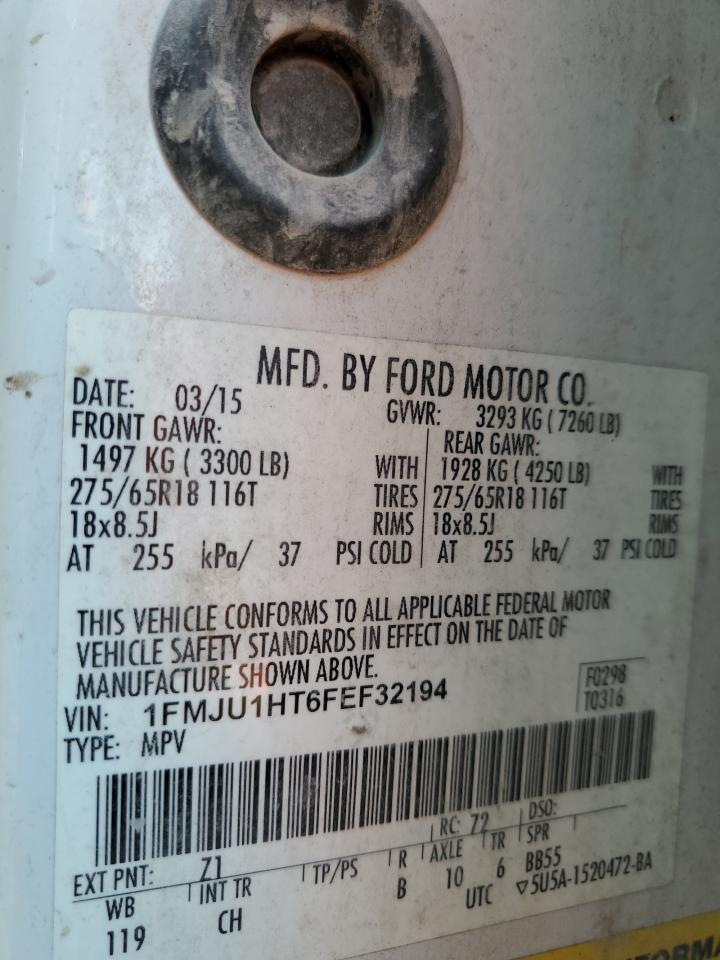 MFD. BY FORD MOTOR CO.
DATE: 03/15 GVWR: 3293 KG ( 7260 LB)
FRONT GAWR: REAR GAWR:
1497 KG ( 3300 LB) WITH 1928 KG ( 4250 LB) WITH
275/65R18 116T TIRES 275/65R18 116T TIRES
18x8.5J RIMS 18x8.5J RIMS
AT 255 kPa/ 37 PSI COLD AT 255 kPa/ 37 PSI COLD
THIS VEHICLE CONFORMS TO ALL APPLICABLE FEDERAL MOTOR
VEHICLE SAFETY STANDARDS IN EFFECT ON THE DATE OF
MANUFACTURE SHOWN ABOVE.
VIN: 1FMJU1HT6FEF32194
TYPE: MPV
F0298
T0316
EXT PNT: Z1 RC: 72 DSO:
WB INT TR TP/PS R AXLE TR SPR
119 CH B 10 6 BB55
UTC ▽5U5A-1520472-BA